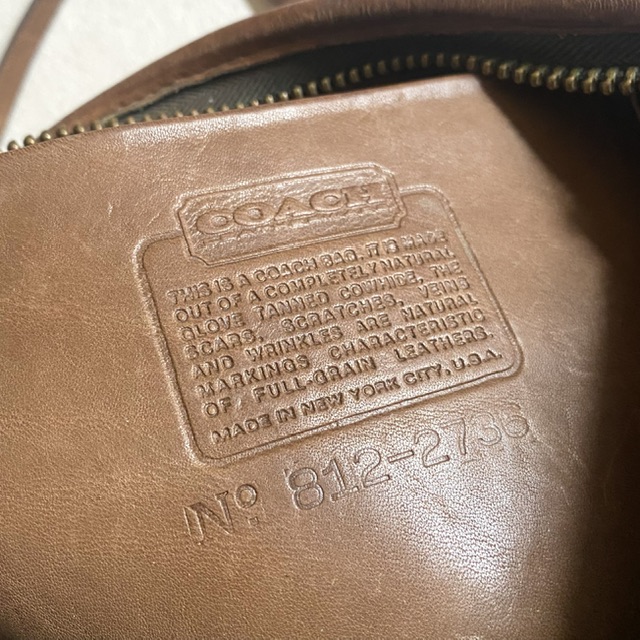 COACH
THIS IS A COACH BAG. IT IS MADE
OUT OF A COMPLETELY NATURAL
GLOVE TANNED COWHIDE, THE
SCARS, SCRATCHES, VEINS
AND WRINKLES ARE NATURAL
MARKINGS CHARACTERISTIC
OF FULL-GRAIN LEATHERS.
MADE IN NEW YORK CITY, U.S.A.
No 812-2736